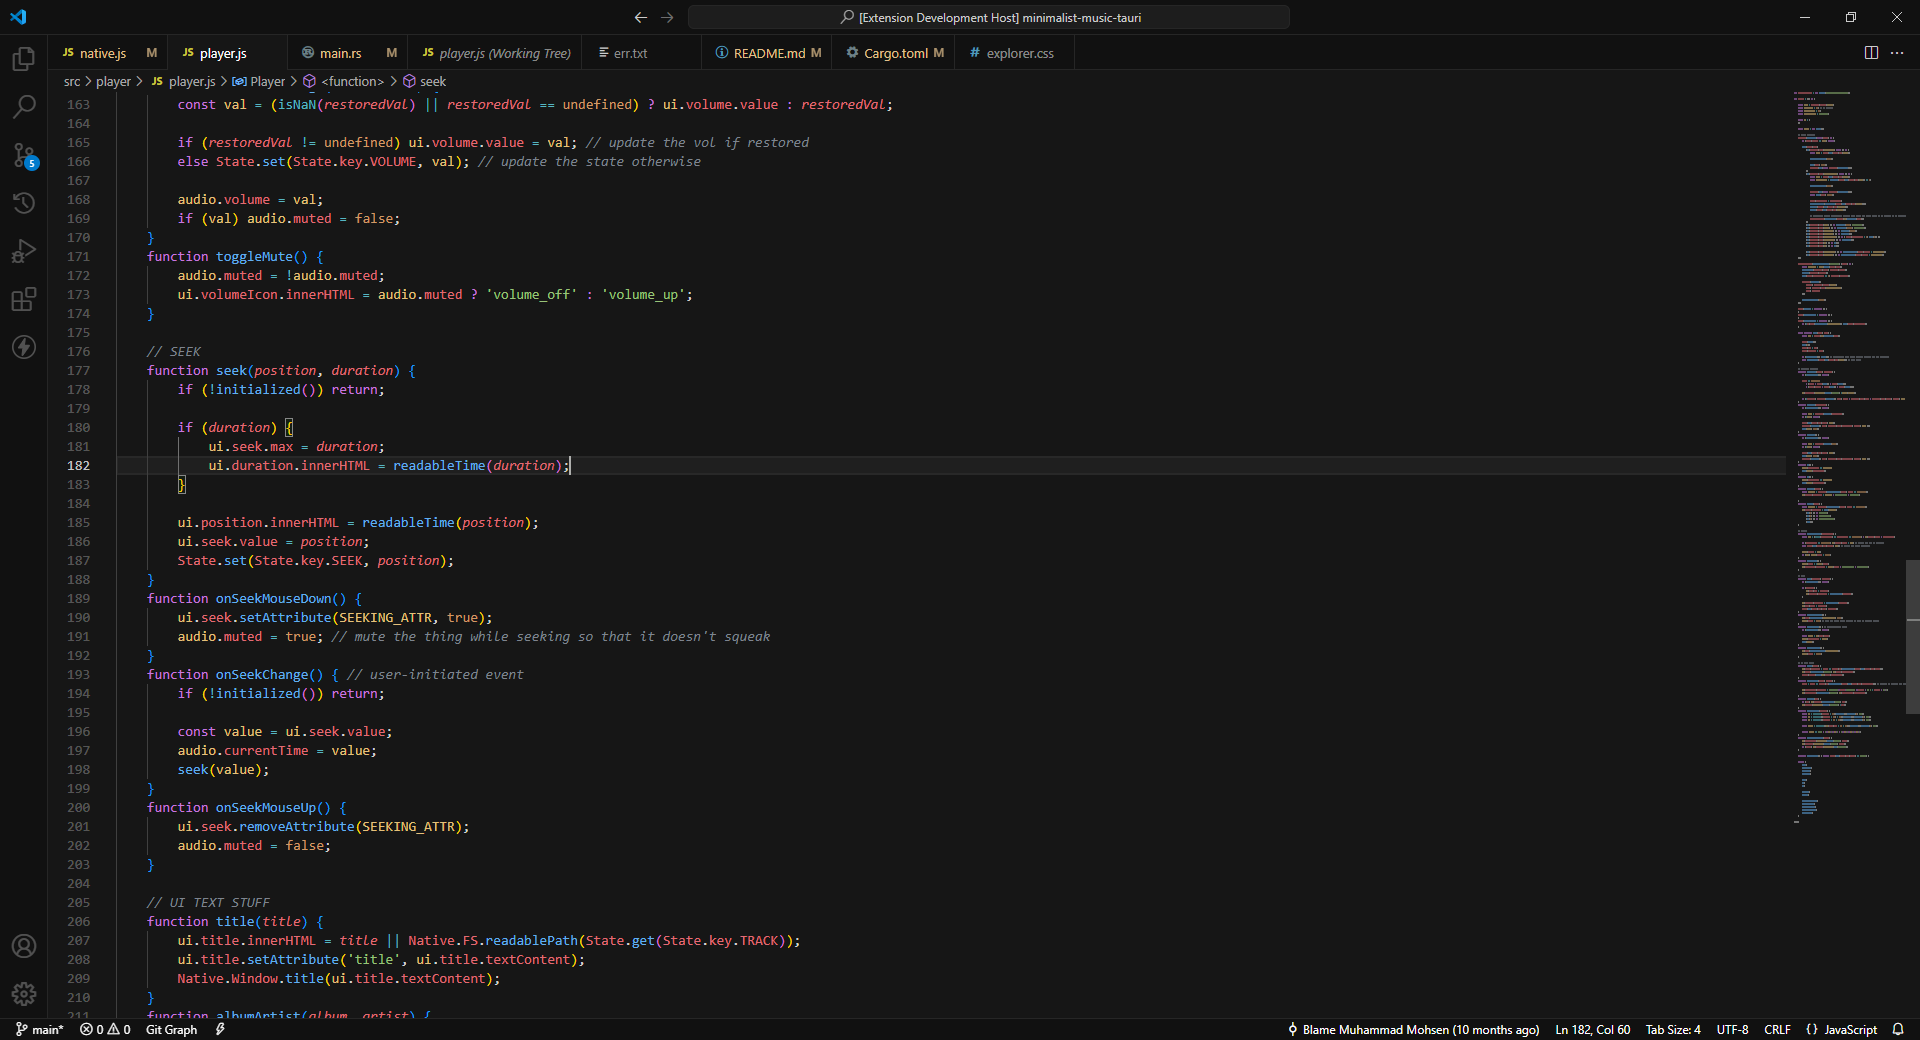 [Extension Development Host] minimalist-music-tauri
JS native.js M
JS player.js
main.rs M
JS player.js (Working Tree)
err.txt
README.md M
Cargo.toml M
# explorer.css
src > player > JS player.js > Player > <function> > seek
163 const val = (isNaN(restoredVal) || restoredVal == undefined) ? ui.volume.value : restoredVal;
164
165 if (restoredVal != undefined) ui.volume.value = val; // update the vol if restored
166 else State.set(State.key.VOLUME, val); // update the state otherwise
167
168 audio.volume = val;
169 if (val) audio.muted = false;
170 }
171 function toggleMute() {
172 audio.muted = !audio.muted;
173 ui.volumeIcon.innerHTML = audio.muted ? 'volume_off' : 'volume_up';
174 }
175
176 // SEEK
177 function seek(position, duration) {
178 if (!initialized()) return;
179
180 if (duration) {
181 ui.seek.max = duration;
182 ui.duration.innerHTML = readableTime(duration);
183 }
184
185 ui.position.innerHTML = readableTime(position);
186 ui.seek.value = position;
187 State.set(State.key.SEEK, position);
188 }
189 function onSeekMouseDown() {
190 ui.seek.setAttribute(SEEKING_ATTR, true);
191 audio.muted = true; // mute the thing while seeking so that it doesn't squeak
192 }
193 function onSeekChange() { // user-initiated event
194 if (!initialized()) return;
195
196 const value = ui.seek.value;
197 audio.currentTime = value;
198 seek(value);
199 }
200 function onSeekMouseUp() {
201 ui.seek.removeAttribute(SEEKING_ATTR);
202 audio.muted = false;
203 }
204
205 // UI TEXT STUFF
206 function title(title) {
207 ui.title.innerHTML = title || Native.FS.readablePath(State.get(State.key.TRACK));
208 ui.title.setAttribute('title', ui.title.textContent);
209 Native.Window.title(ui.title.textContent);
210 }
211 function albumArtist(album, artist) {
5
main* 0 0 Git Graph
Blame Muhammad Mohsen (10 months ago) Ln 182, Col 60 Tab Size: 4 UTF-8 CRLF {} JavaScript